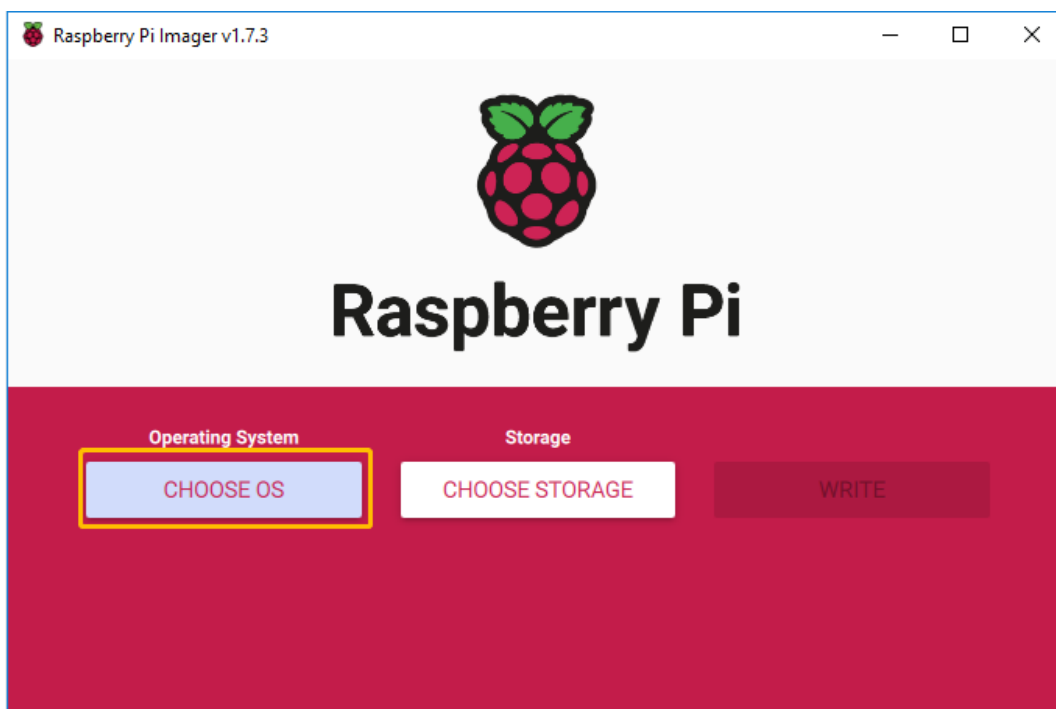 Raspberry Pi Imager v1.7.3
Raspberry Pi
Operating System
Storage
CHOOSE OS
CHOOSE STORAGE
WRITE